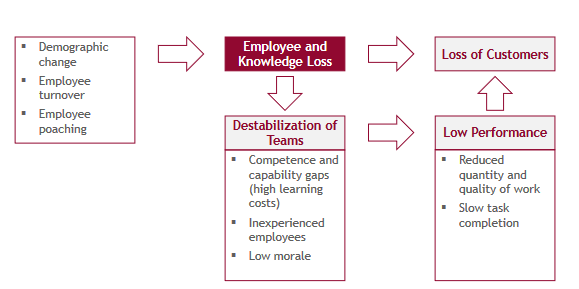 Demographic
change
Employee
turnover
Employee
poaching
Employee and
Knowledge Loss
Loss of Customers
Destabilization of
Teams
Competence and
capability gaps
(high learning
costs)
Inexperienced
employees
Low morale
Low Performance
Reduced
quantity and
quality of work
Slow task
completion